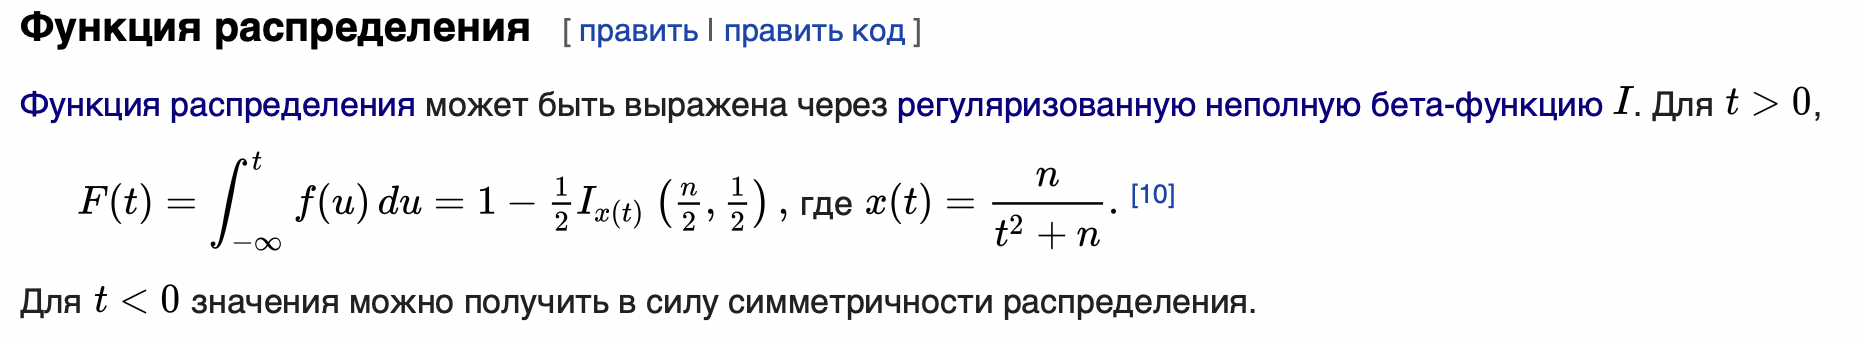 Функция распределения [ править | править код ]
Функция распределения может быть выражена через регуляризованную неполную бета-функцию I. Для t > 0,
F(t) = ∫_{−∞}^{t} f(u) du = 1 − ½ I_{x(t)} (n/2, 1/2), где x(t) = n/(t² + n). [10]
Для t < 0 значения можно получить в силу симметричности распределения.